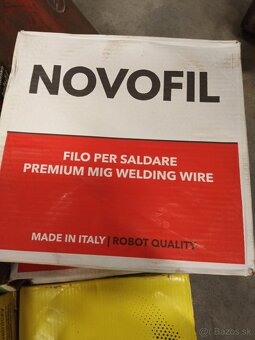 NOVOFIL
FILO PER SALDARE
PREMIUM MIG WELDING WIRE
MADE IN ITALY | ROBOT QUALITY
Bazos.sk